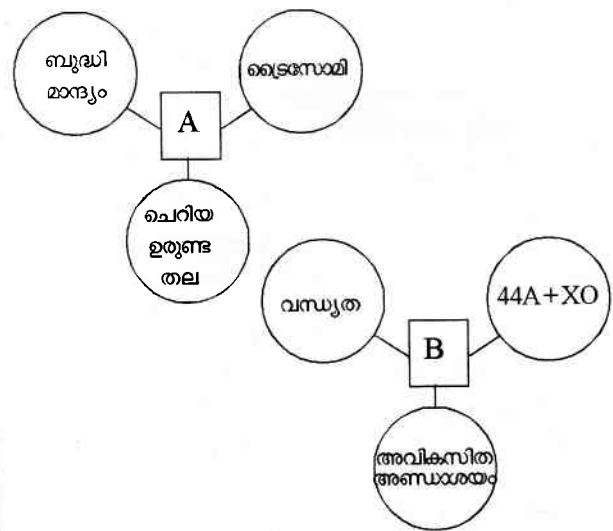 ബുദ്ധി
മാന്ദ്യം
ട്രൈസോമി
A
ചെറിയ
ഉരുണ്ട
തല
വന്ധ്യത
44A+XO
B
അവികസിത
അണ്ഡാശയം